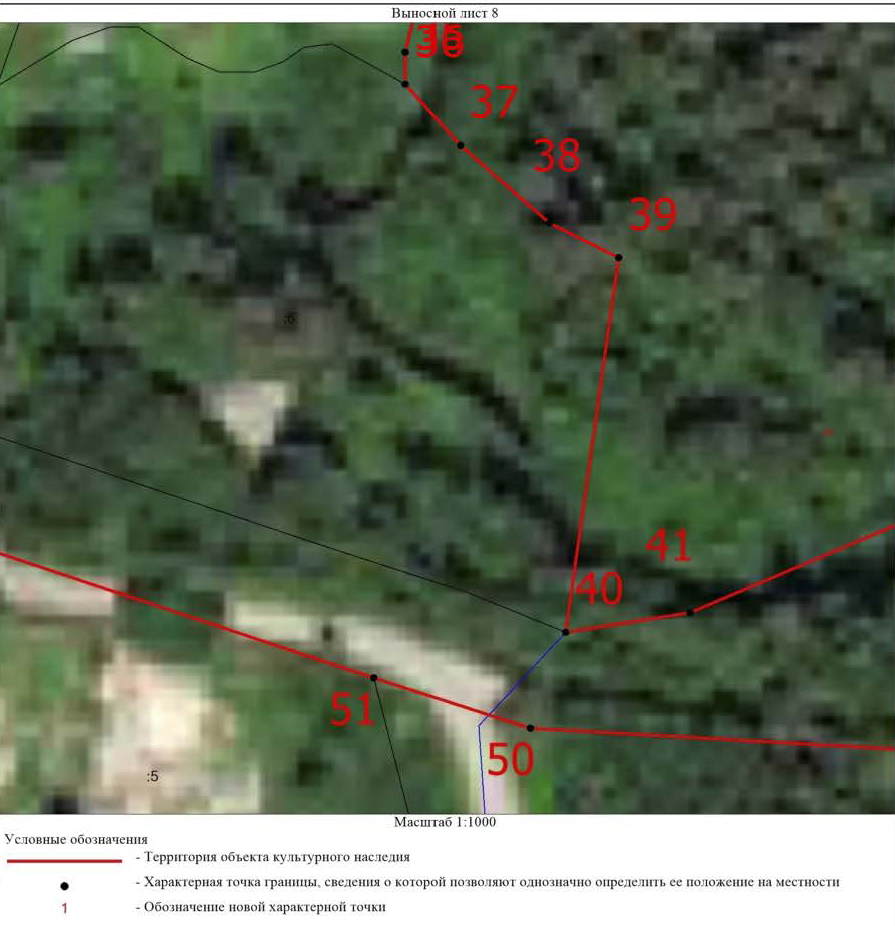 Выносной лист 8
36
37
38
39
:6
41
40
51
50
:5
Масштаб 1:1000
Условные обозначения
- Территория объекта культурного наследия
- Характерная точка границы, сведения о которой позволяют однозначно определить ее положение на местности
1 - Обозначение новой характерной точки